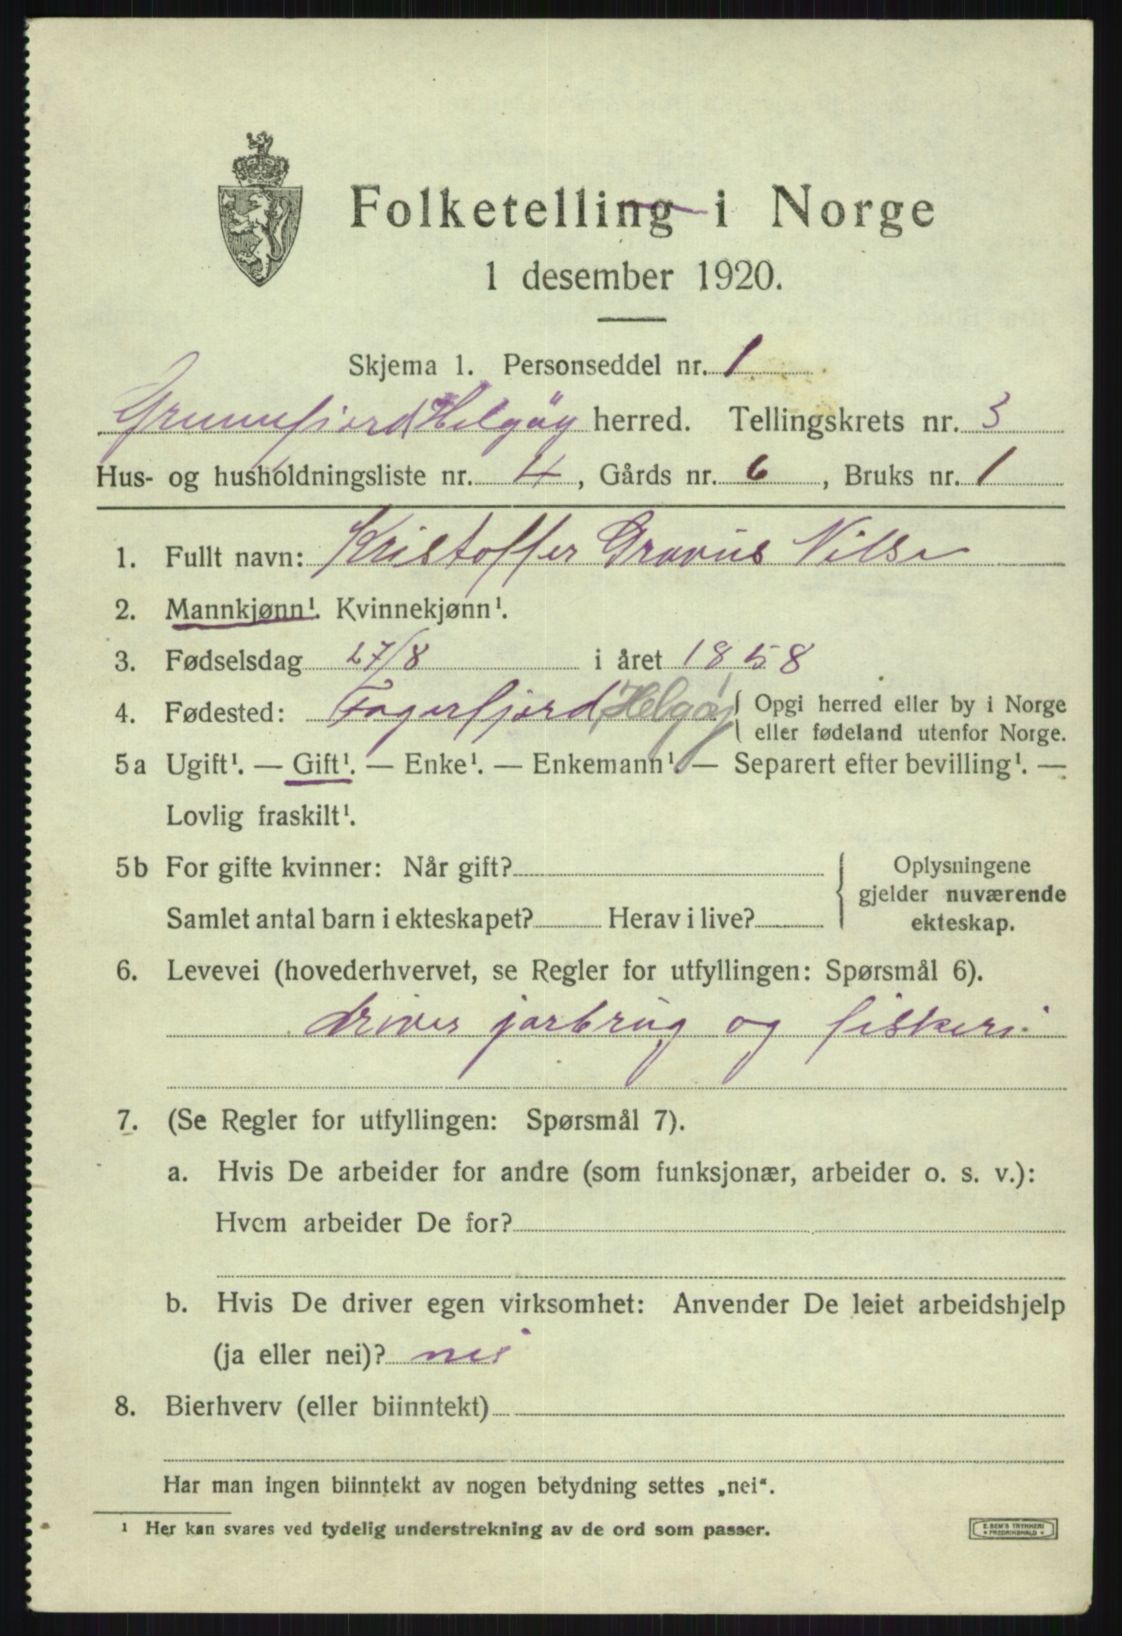 Folketelling i Norge
1 desember 1920.
Skjema 1. Personseddel nr. 1
Grunnfjord Helgøy herred. Tellingskrets nr. 3
Hus- og husholdningsliste nr. 4, Gårds nr. 6, Bruks nr. 1
1. Fullt navn: Kristoffer Nilse
2. Mannkjønn¹. Kvinnekjønn¹.
3. Fødselsdag 27/8 i året 1858
4. Fødested: Fagerfjord Helgøy { Opgi herred eller by i Norge
eller fødeland utenfor Norge.
5a Ugift¹. — Gift¹. — Enke¹. — Enkemann¹. — Separert efter bevilling¹. —
Lovlig fraskilt¹.
5b For gifte kvinner: Når gift?
Samlet antal barn i ekteskapet? Herav i live?
{ Oplysningene
gjelder nuværende
ekteskap.
6. Levevei (hovederhvervet, se Regler for utfyllingen: Spørsmål 6).
driver jorbrug og fiskeri
7. (Se Regler for utfyllingen: Spørsmål 7).
a. Hvis De arbeider for andre (som funksjonær, arbeider o. s. v.):
Hvem arbeider De for?
b. Hvis De driver egen virksomhet: Anvender De leiet arbeidshjelp
(ja eller nei)? nei
8. Bierhverv (eller biinntekt)
Har man ingen biinntekt av nogen betydning settes „nei“.
¹ Her kan svares ved tydelig understrekning av de ord som passer.
E. SEM'S TRYKKERI
FREDRIKSHALD